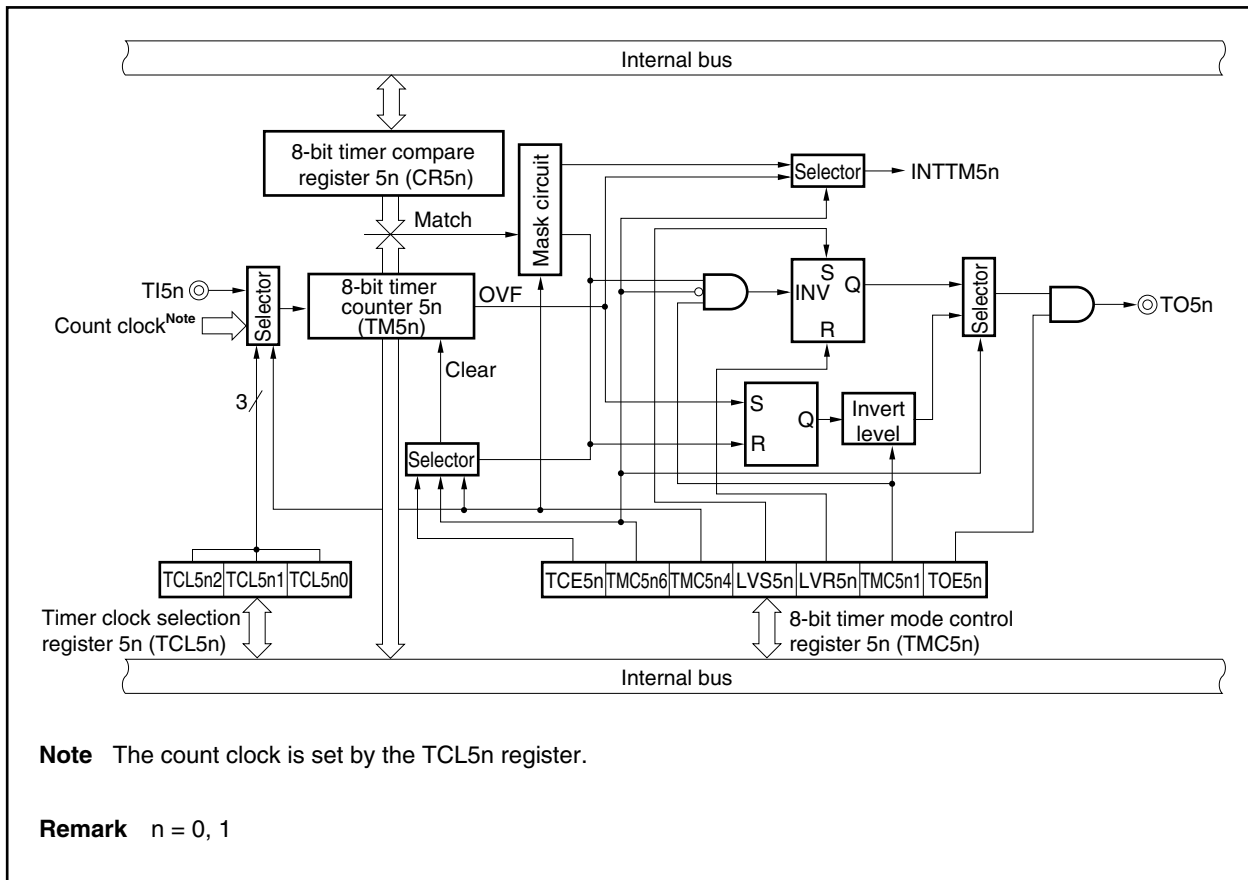 Internal bus
8-bit timer compare
register 5n (CR5n)
Match
Mask circuit
Selector
INTTM5n
TI5n
Count clockNote
Selector
8-bit timer
counter 5n
(TM5n)
OVF
Clear
S
INV
Q
R
Selector
TO5n
3
S
Q
R
Invert
level
Selector
TCL5n2 TCL5n1 TCL5n0
TCE5n TMC5n6 TMC5n4 LVS5n LVR5n TMC5n1 TOE5n
Timer clock selection
register 5n (TCL5n)
8-bit timer mode control
register 5n (TMC5n)
Internal bus
Note The count clock is set by the TCL5n register.
Remark n = 0, 1